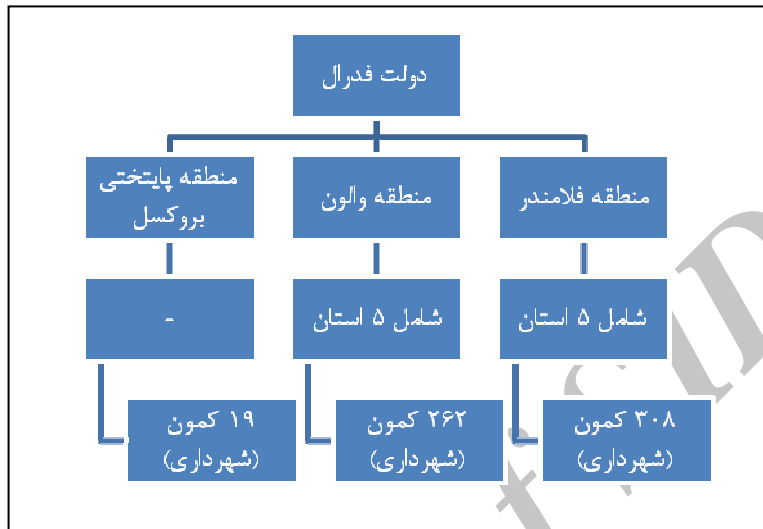 دولت فدرال
منطقه فلامندر
منطقه والون
منطقه پایتختی
بروکسل
شامل ۵ استان
شامل ۵ استان
-
۳۰۸ کمون
(شهرداری)
۲۶۲ کمون
(شهرداری)
۱۹ کمون
(شهرداری)